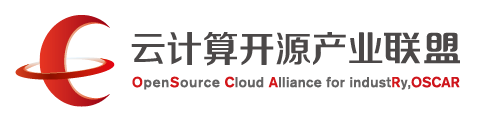 云计算开源产业联盟
OpenSource Cloud Alliance for industRy,OSCAR